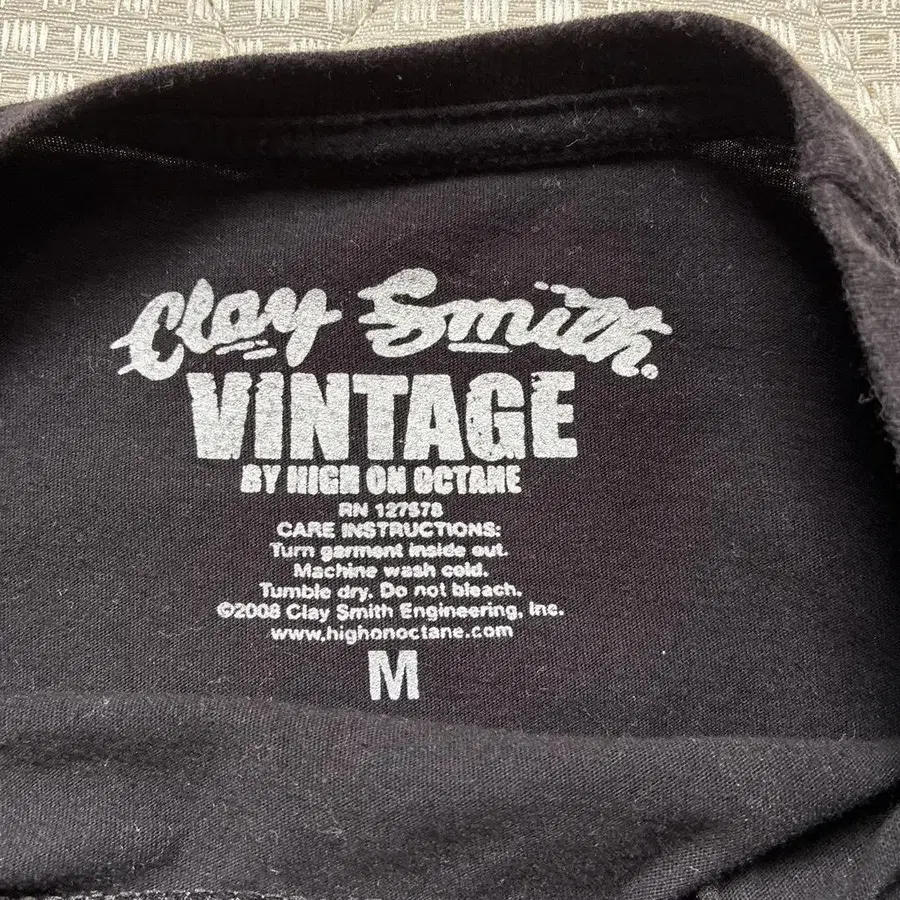 Clay Smith.
VINTAGE
BY HIGH ON OCTANE
RN 127578
CARE INSTRUCTIONS:
Turn garment inside out.
Machine wash cold.
Tumble dry. Do not bleach.
©2008 Clay Smith Engineering, Inc.
www.highonoctane.com
M